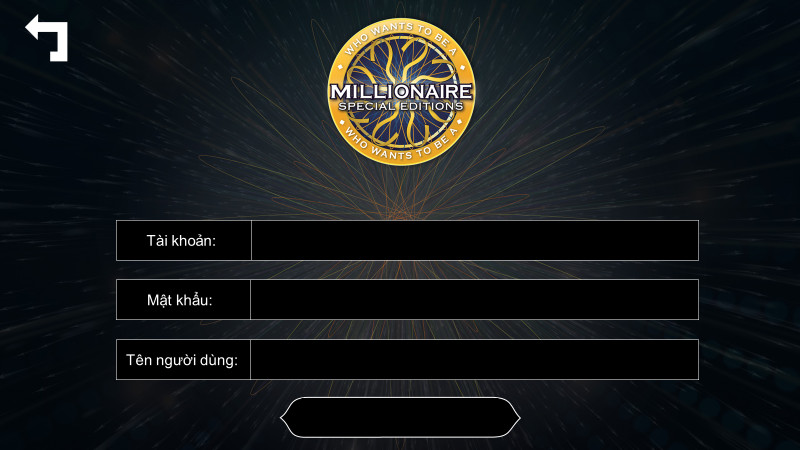 WHO WANTS TO BE A
MILLIONAIRE
SPECIAL EDITIONS
WHO WANTS TO BE A
Tài khoản:
Mật khẩu:
Tên người dùng: